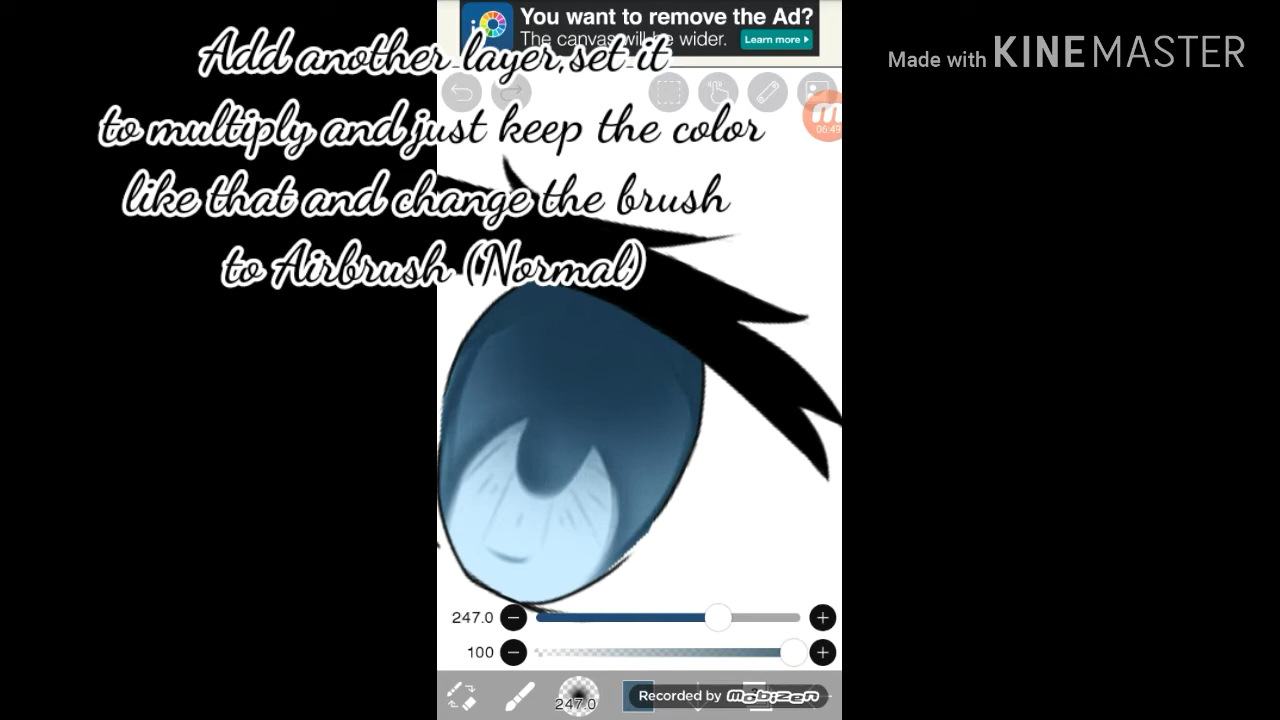 You want to remove the Ad?
The canvas will be wider.
Learn more
Made with KINEMASTER
Add another layer,set it
to multiply and just keep the color
like that and change the brush
to Airbrush (Normal)
06:49
247.0
100
247.0
Recorded by mobizen